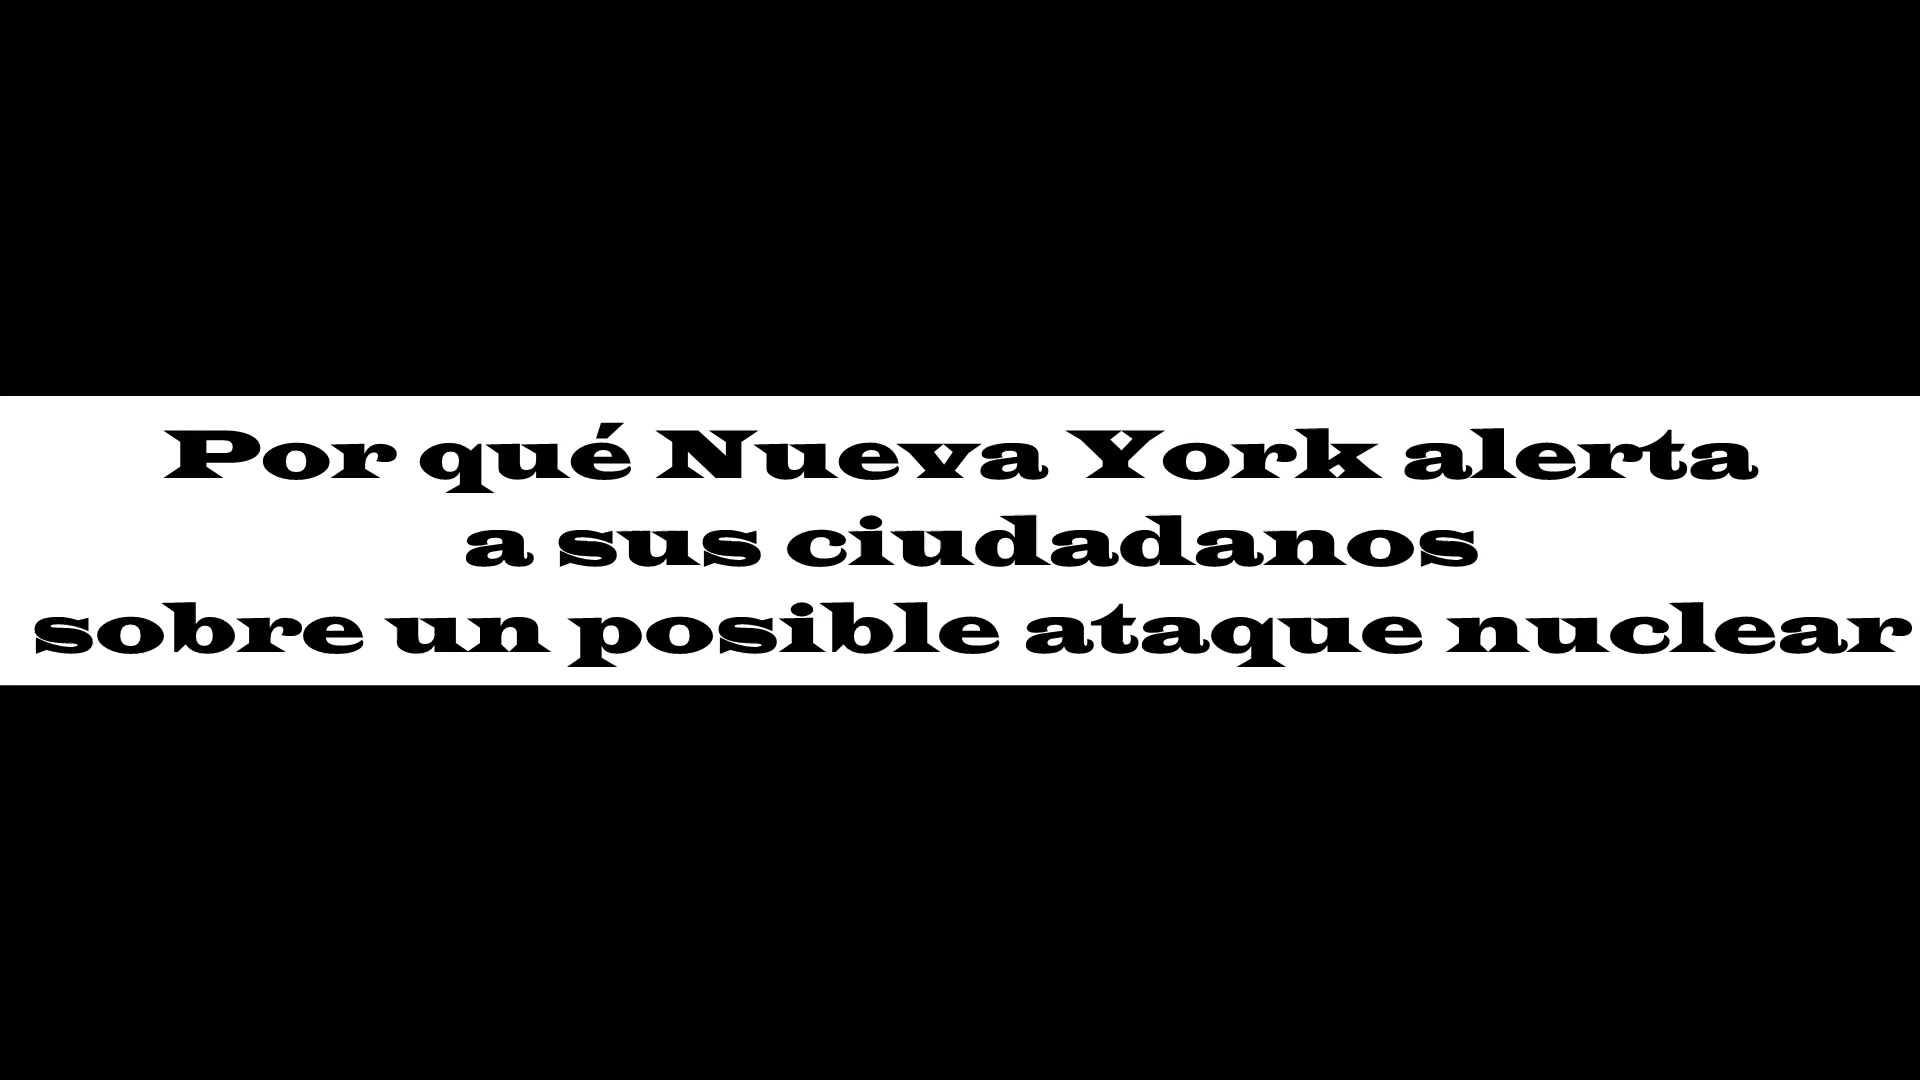 Por qué Nueva York alerta
a sus ciudadanos
sobre un posible ataque nuclear